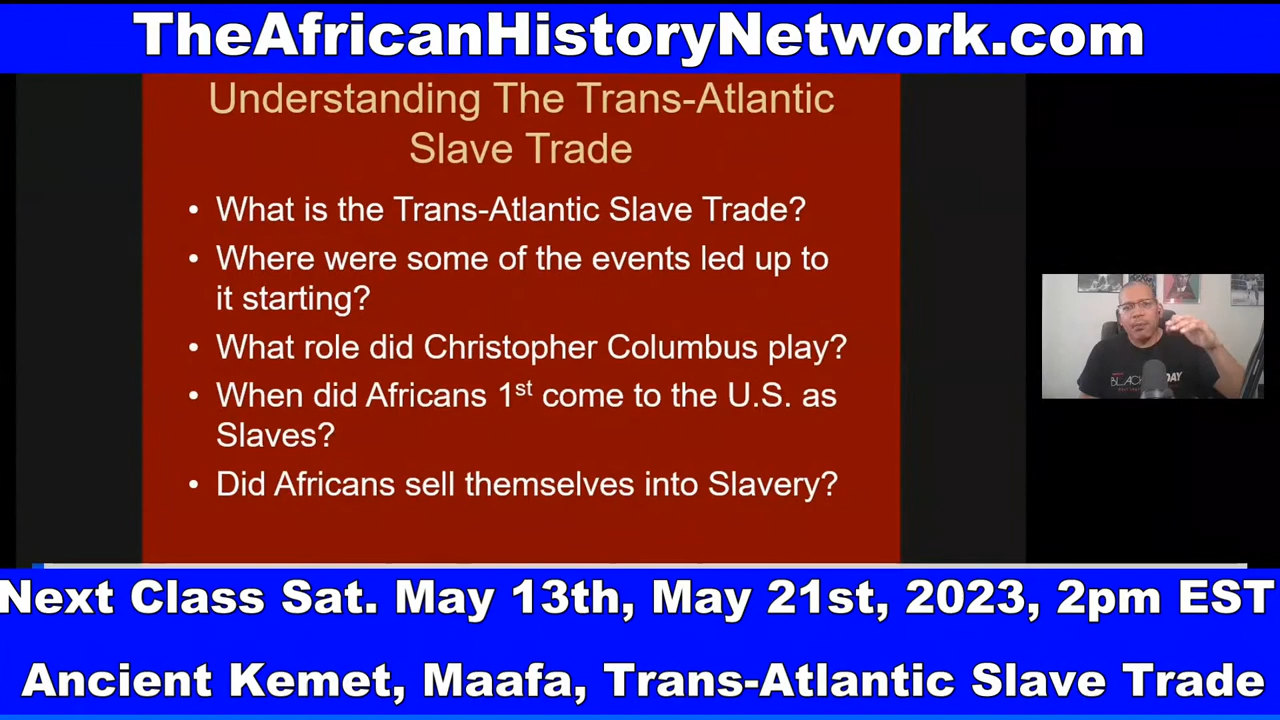 TheAfricanHistoryNetwork.com
Understanding The Trans-Atlantic
Slave Trade
• What is the Trans-Atlantic Slave Trade?
• Where were some of the events led up to
it starting?
• What role did Christopher Columbus play?
• When did Africans 1st come to the U.S. as
Slaves?
• Did Africans sell themselves into Slavery?
Next Class Sat. May 13th, May 21st, 2023, 2pm EST
Ancient Kemet, Maafa, Trans-Atlantic Slave Trade